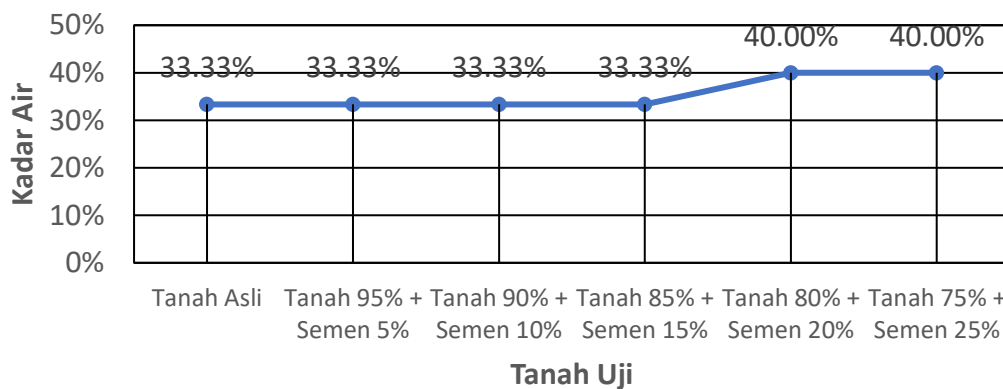 50%
40%
30%
20%
10%
0%
Kadar Air
33.33% 33.33% 33.33% 33.33% 40.00% 40.00%
Tanah Asli Tanah 95% + Tanah 90% + Tanah 85% + Tanah 80% + Tanah 75% +
Semen 5% Semen 10% Semen 15% Semen 20% Semen 25%
Tanah Uji